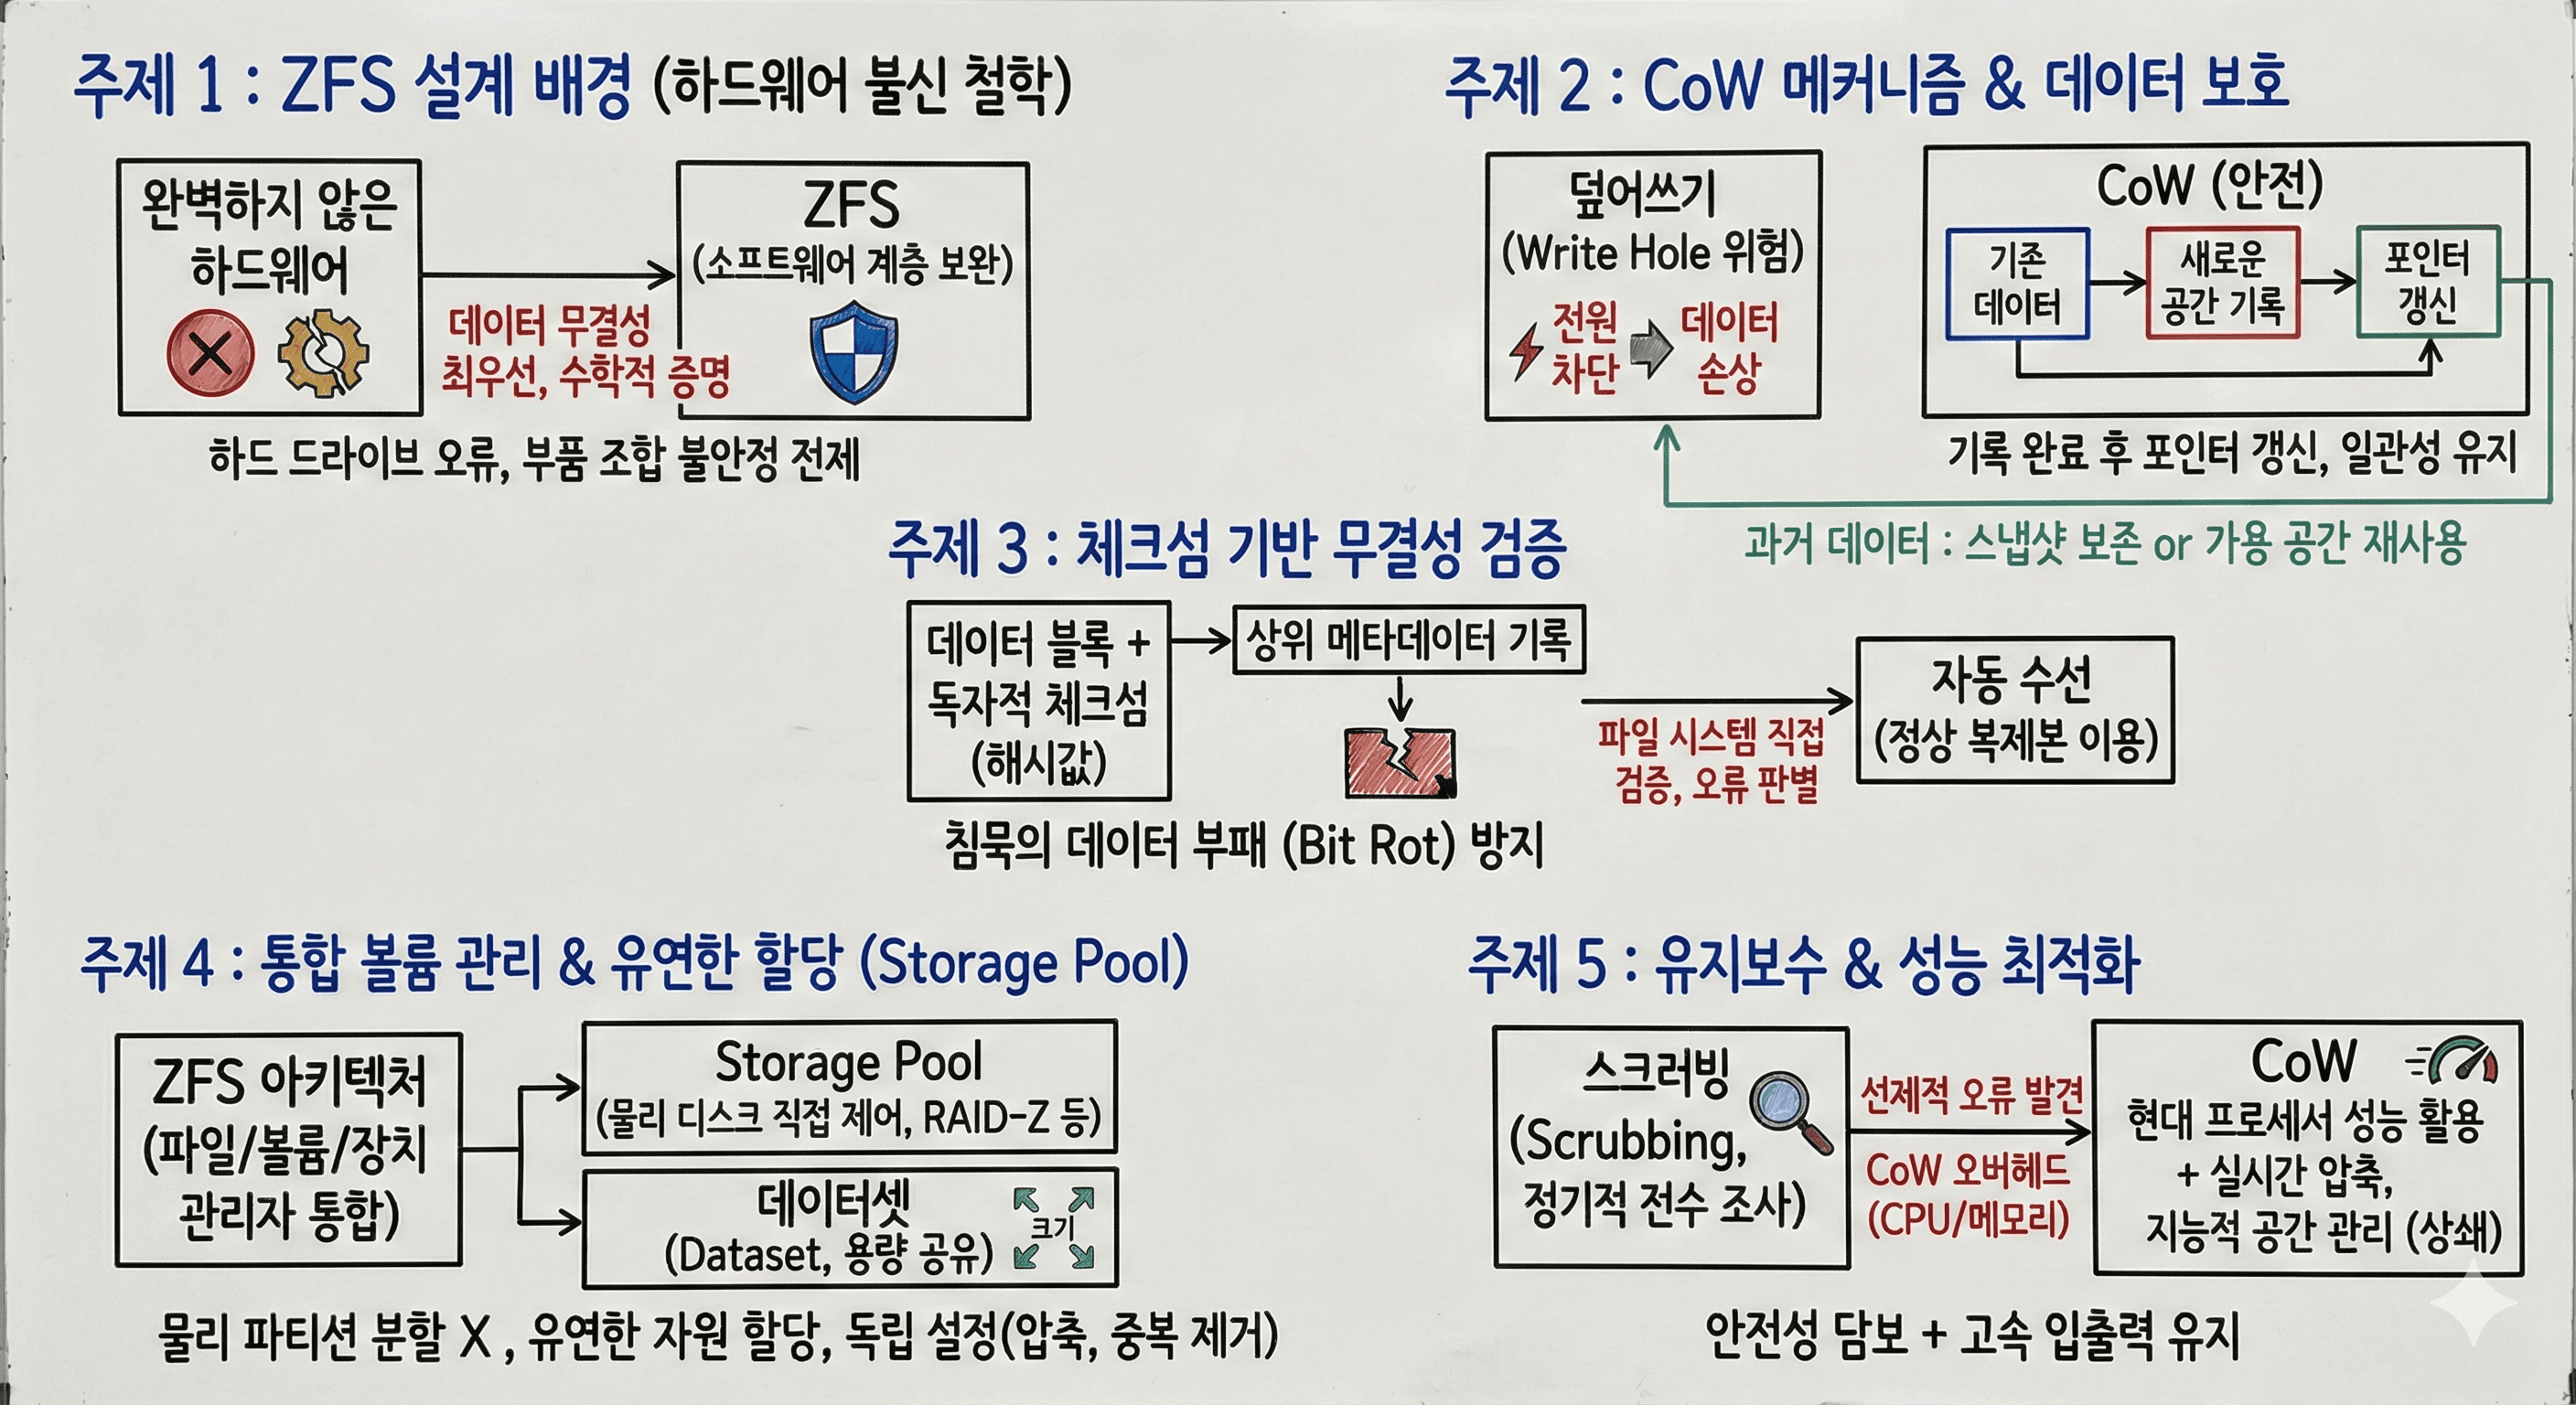 주제 1 : ZFS 설계 배경 (하드웨어 불신 철학)
완벽하지 않은
하드웨어
데이터 무결성
최우선, 수학적 증명
ZFS
(소프트웨어 계층 보완)
하드 드라이브 오류, 부품 조합 불안정 전제
주제 2 : CoW 메커니즘 & 데이터 보호
덮어쓰기
(Write Hole 위험)
전원
차단
데이터
손상
CoW (안전)
기존
데이터
새로운
공간 기록
포인터
갱신
기록 완료 후 포인터 갱신, 일관성 유지
과거 데이터 : 스냅샷 보존 or 가용 공간 재사용
주제 3 : 체크섬 기반 무결성 검증
데이터 블록 +
독자적 체크섬
(해시값)
상위 메타데이터 기록
파일 시스템 직접
검증, 오류 판별
자동 수선
(정상 복제본 이용)
침묵의 데이터 부패 (Bit Rot) 방지
주제 4 : 통합 볼륨 관리 & 유연한 할당 (Storage Pool)
ZFS 아키텍처
(파일/볼륨/장치
관리자 통합)
Storage Pool
(물리 디스크 직접 제어, RAID-Z 등)
데이터셋
(Dataset, 용량 공유)
크기
물리 파티션 분할 X , 유연한 자원 할당, 독립 설정(압축, 중복 제거)
주제 5 : 유지보수 & 성능 최적화
스크러빙
(Scrubbing,
정기적 전수 조사)
선제적 오류 발견
CoW 오버헤드
(CPU/메모리)
CoW
현대 프로세서 성능 활용
+ 실시간 압축,
지능적 공간 관리 (상쇄)
안전성 담보 + 고속 입출력 유지